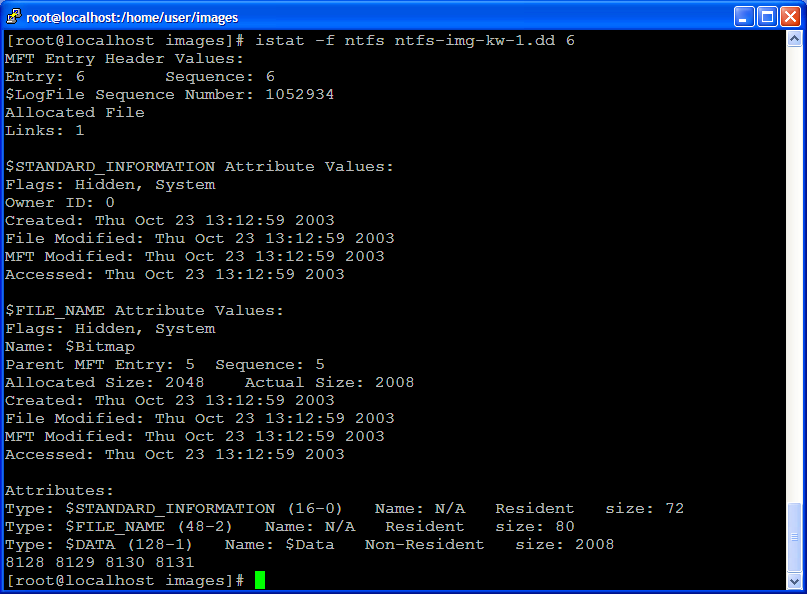 root@localhost:/home/user/images
[root@localhost images]# istat -f ntfs ntfs-img-kw-1.dd 6
MFT Entry Header Values:
Entry: 6        Sequence: 6
$LogFile Sequence Number: 1052934
Allocated File
Links: 1
$STANDARD_INFORMATION Attribute Values:
Flags: Hidden, System
Owner ID: 0
Created: Thu Oct 23 13:12:59 2003
File Modified: Thu Oct 23 13:12:59 2003
MFT Modified: Thu Oct 23 13:12:59 2003
Accessed: Thu Oct 23 13:12:59 2003
$FILE_NAME Attribute Values:
Flags: Hidden, System
Name: $Bitmap
Parent MFT Entry: 5  Sequence: 5
Allocated Size: 2048    Actual Size: 2008
Created: Thu Oct 23 13:12:59 2003
File Modified: Thu Oct 23 13:12:59 2003
MFT Modified: Thu Oct 23 13:12:59 2003
Accessed: Thu Oct 23 13:12:59 2003
Attributes:
Type: $STANDARD_INFORMATION (16-0)   Name: N/A   Resident   size: 72
Type: $FILE_NAME (48-2)   Name: N/A   Resident   size: 80
Type: $DATA (128-1)   Name: $Data   Non-Resident   size: 2008
8128 8129 8130 8131
[root@localhost images]#